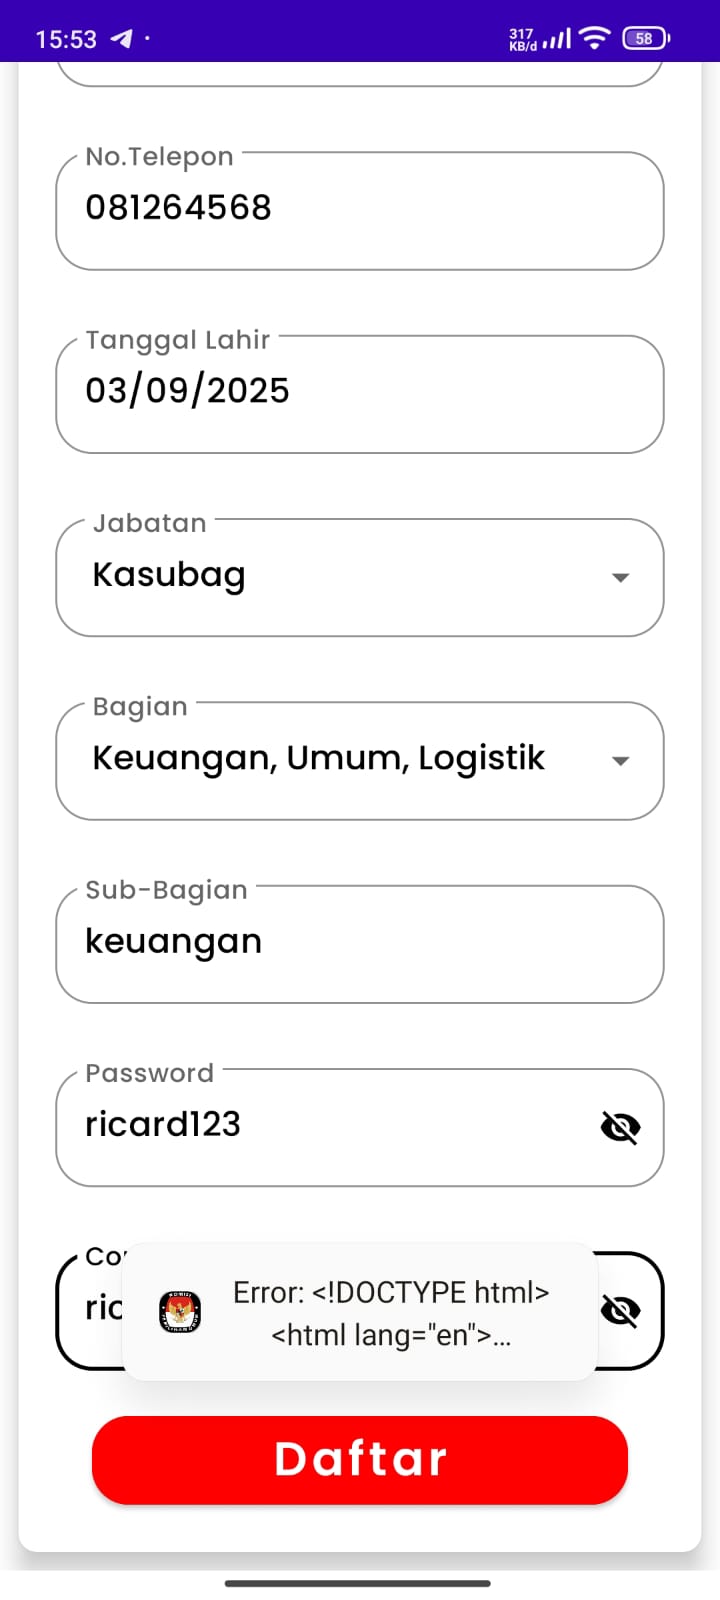 15:53
317
KB/d
58
No.Telepon
081264568
Tanggal Lahir
03/09/2025
Jabatan
Kasubag
Bagian
Keuangan, Umum, Logistik
Sub-Bagian
keuangan
Password
ricard123
Co
ric
Error: <!DOCTYPE html>
<html lang="en">...
Daftar